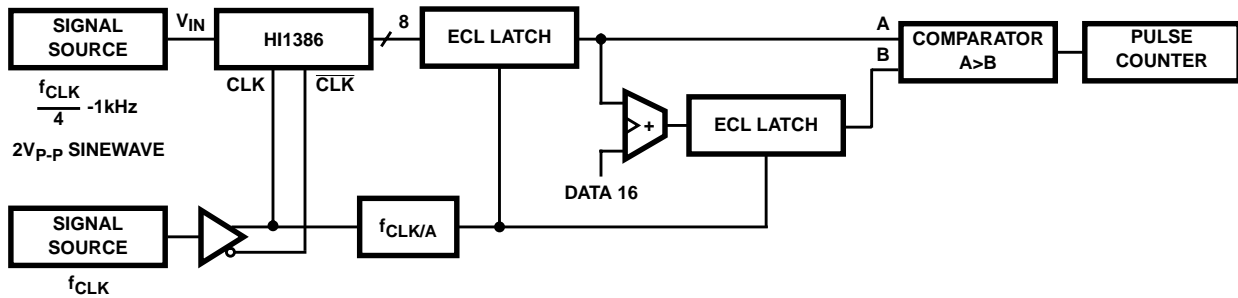 SIGNAL
SOURCE
V_IN
HI1386
8
ECL LATCH
A
B
COMPARATOR
A>B
PULSE
COUNTER
f_CLK
4
-1kHz
CLK
C̅L̅K̅
2V_P-P SINEWAVE
+
ECL LATCH
DATA 16
SIGNAL
SOURCE
f_CLK/A
f_CLK